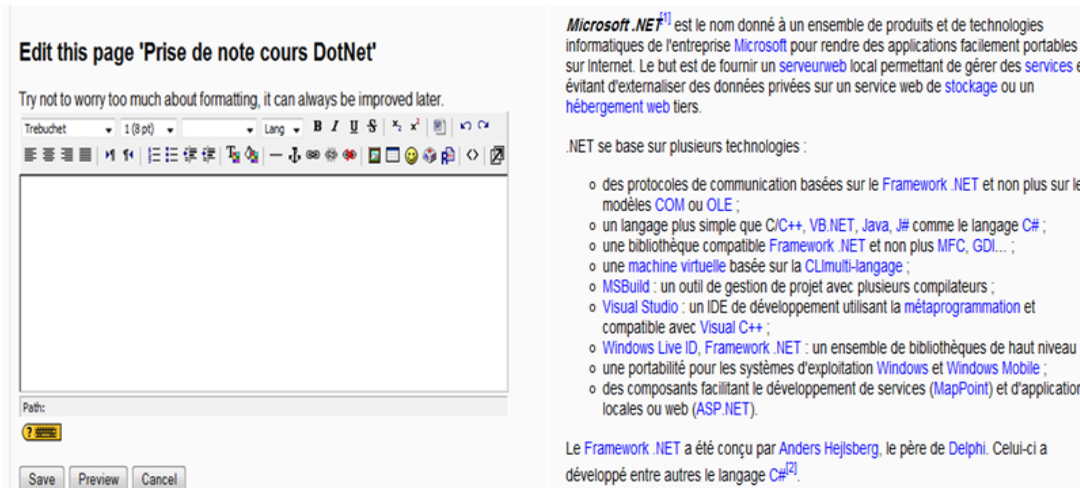 Edit this page 'Prise de note cours DotNet'
Try not to worry too much about formatting, it can always be improved later.
Trebuchet 1 (8 pt) Lang B I U S x2 x2
Path:
?
Save Preview Cancel
Microsoft .NET[1] est le nom donné à un ensemble de produits et de technologies
informatiques de l'entreprise Microsoft pour rendre des applications facilement portables
sur Internet. Le but est de fournir un serveurweb local permettant de gérer des services e
évitant d'externaliser des données privées sur un service web de stockage ou un
hébergement web tiers.
.NET se base sur plusieurs technologies :
des protocoles de communication basées sur le Framework .NET et non plus sur le
modèles COM ou OLE ;
un langage plus simple que C/C++, VB.NET, Java, J# comme le langage C# ;
une bibliothèque compatible Framework .NET et non plus MFC, GDI... ;
une machine virtuelle basée sur la CLImulti-langage ;
MSBuild : un outil de gestion de projet avec plusieurs compilateurs ;
Visual Studio : un IDE de développement utilisant la métaprogrammation et
compatible avec Visual C++ ;
Windows Live ID, Framework .NET : un ensemble de bibliothèques de haut niveau
une portabilité pour les systèmes d'exploitation Windows et Windows Mobile ;
des composants facilitant le développement de services (MapPoint) et d'application
locales ou web (ASP.NET).
Le Framework .NET a été conçu par Anders Hejlsberg, le père de Delphi. Celui-ci a
développé entre autres le langage C#[2].